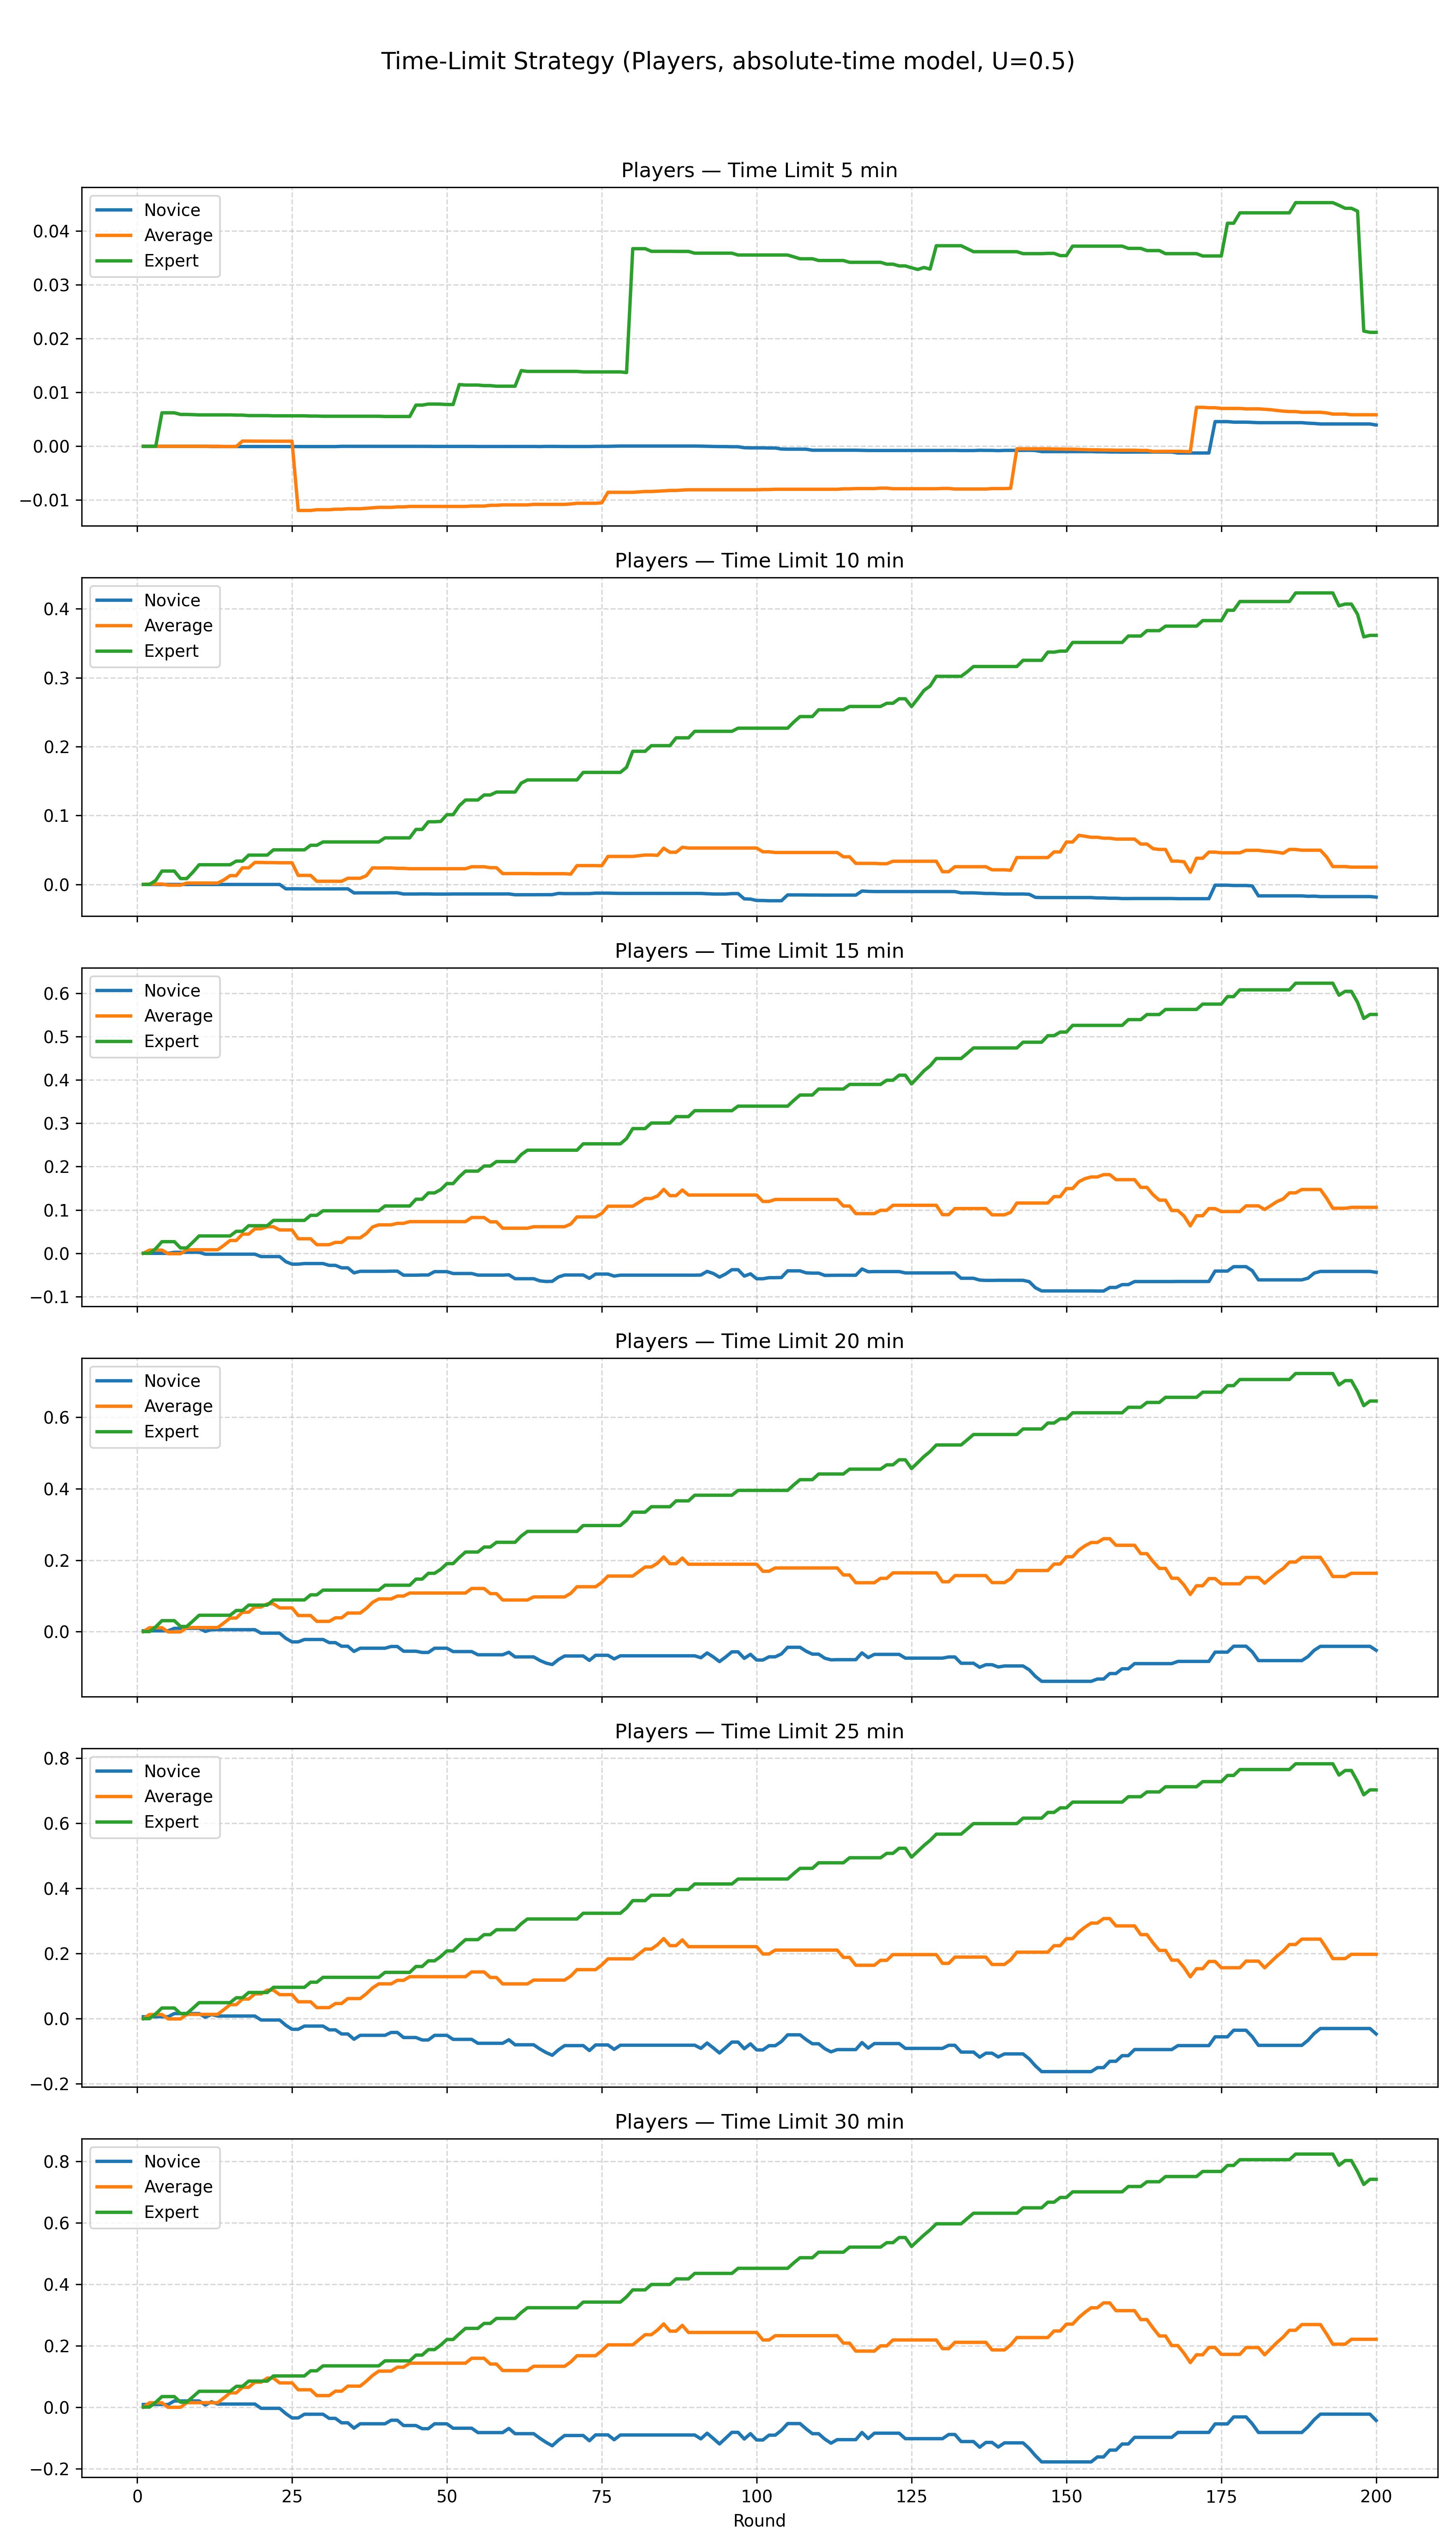 Time-Limit Strategy (Players, absolute-time model, U=0.5)
Players — Time Limit 5 min
Novice
Average
Expert
0.04
0.03
0.02
0.01
0.00
−0.01
Players — Time Limit 10 min
Novice
Average
Expert
0.4
0.3
0.2
0.1
0.0
Players — Time Limit 15 min
Novice
Average
Expert
0.6
0.5
0.4
0.3
0.2
0.1
0.0
−0.1
Players — Time Limit 20 min
Novice
Average
Expert
0.6
0.4
0.2
0.0
Players — Time Limit 25 min
Novice
Average
Expert
0.8
0.6
0.4
0.2
0.0
−0.2
Players — Time Limit 30 min
Novice
Average
Expert
0.8
0.6
0.4
0.2
0.0
−0.2
0 25 50 75 100 125 150 175 200
Round